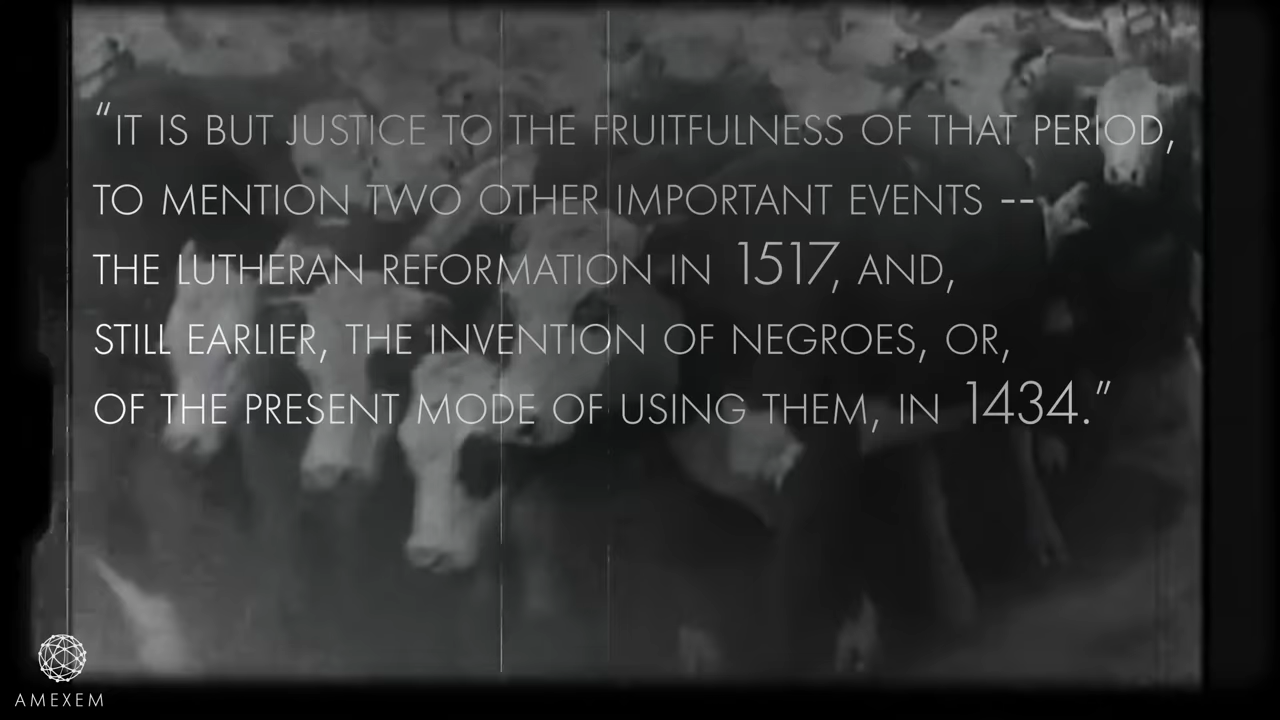 “IT IS BUT JUSTICE TO THE FRUITFULNESS OF THAT PERIOD,
TO MENTION TWO OTHER IMPORTANT EVENTS --
THE LUTHERAN REFORMATION IN 1517, AND,
STILL EARLIER, THE INVENTION OF NEGROES, OR,
OF THE PRESENT MODE OF USING THEM, IN 1434.”
AMEXEM